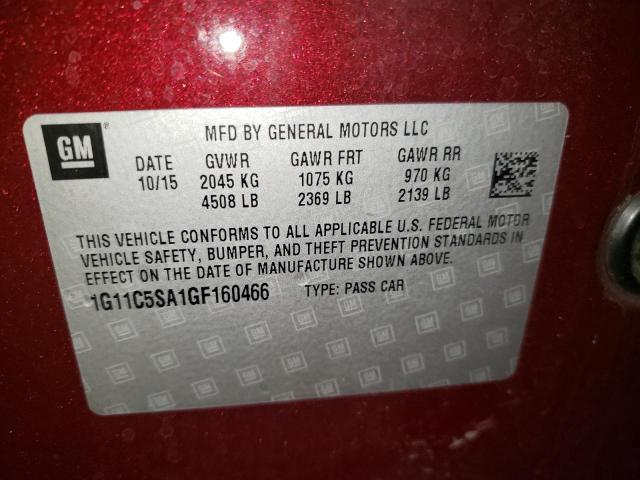 GM
MFD BY GENERAL MOTORS LLC
DATE GVWR GAWR FRT GAWR RR
10/15 2045 KG 1075 KG 970 KG
4508 LB 2369 LB 2139 LB
THIS VEHICLE CONFORMS TO ALL APPLICABLE U.S. FEDERAL MOTOR
VEHICLE SAFETY, BUMPER, AND THEFT PREVENTION STANDARDS IN
EFFECT ON THE DATE OF MANUFACTURE SHOWN ABOVE.
1G11C5SA1GF160466 TYPE: PASS CAR